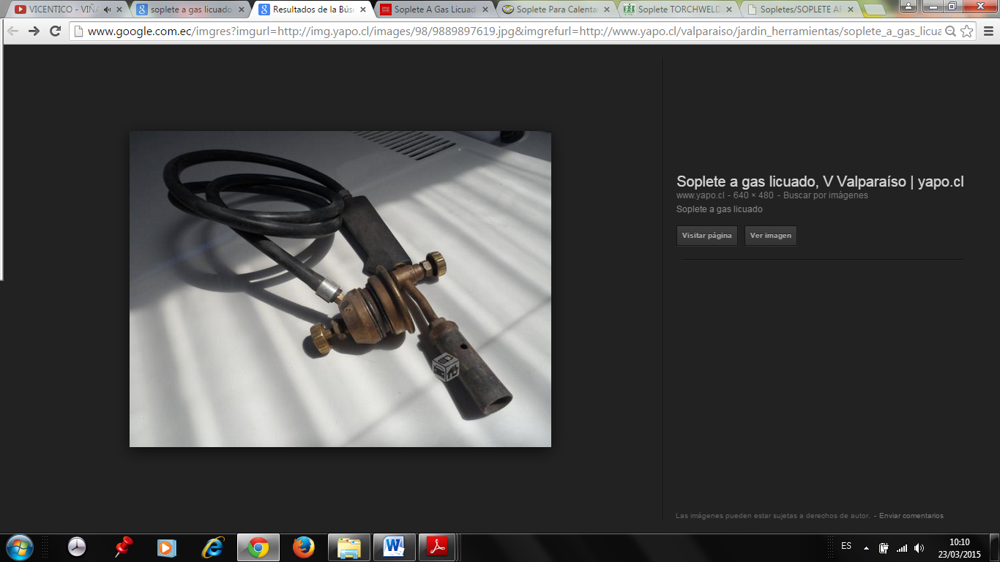 VICENTICO - VIÑA
soplete a gas licuado
Resultados de la Bús
Soplete A Gas Licuad
Soplete Para Calenta
Soplete TORCHWELD
Sopletes/SOPLETE AF
www.google.com.ec/imgres?imgurl=http://img.yapo.cl/images/98/9889897619.jpg&imgrefurl=http://www.yapo.cl/valparaiso/jardin_herramientas/soplete_a_gas_licua
Soplete a gas licuado, V Valparaíso | yapo.cl
www.yapo.cl - 640 × 480 - Buscar por imágenes
Soplete a gas licuado
Visitar página
Ver imagen
Las imágenes pueden estar sujetas a derechos de autor. - Enviar comentarios
ES
10:10
23/03/2015